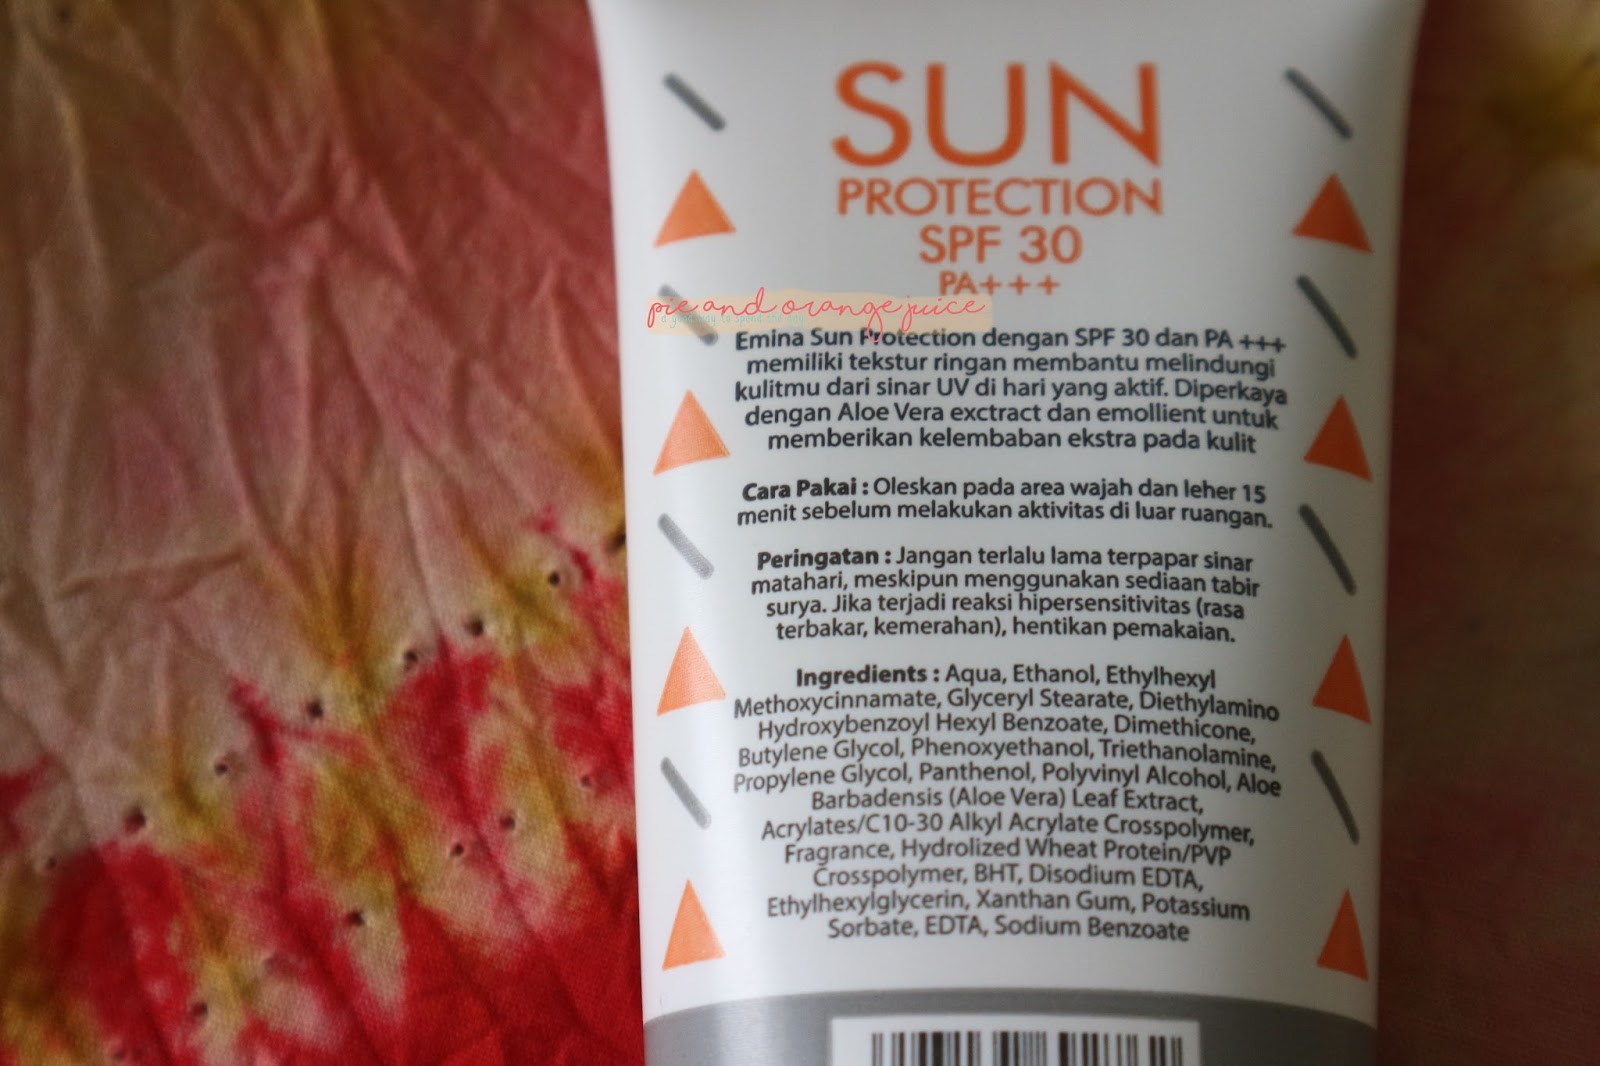 SUN
PROTECTION
SPF 30
PA+++
pie and orange juice
Emina Sun Protection dengan SPF 30 dan PA +++
memiliki tekstur ringan membantu melindungi
kulitmu dari sinar UV di hari yang aktif. Diperkaya
dengan Aloe Vera exctract dan emollient untuk
memberikan kelembaban ekstra pada kulit
Cara Pakai : Oleskan pada area wajah dan leher 15
menit sebelum melakukan aktivitas di luar ruangan.
Peringatan : Jangan terlalu lama terpapar sinar
matahari, meskipun menggunakan sediaan tabir
surya. Jika terjadi reaksi hipersensitivitas (rasa
terbakar, kemerahan), hentikan pemakaian.
Ingredients : Aqua, Ethanol, Ethylhexyl
Methoxycinnamate, Glyceryl Stearate, Diethylamino
Hydroxybenzoyl Hexyl Benzoate, Dimethicone,
Butylene Glycol, Phenoxyethanol, Triethanolamine,
Propylene Glycol, Panthenol, Polyvinyl Alcohol, Aloe
Barbadensis (Aloe Vera) Leaf Extract,
Acrylates/C10-30 Alkyl Acrylate Crosspolymer,
Fragrance, Hydrolized Wheat Protein/PVP
Crosspolymer, BHT, Disodium EDTA,
Ethylhexylglycerin, Xanthan Gum, Potassium
Sorbate, EDTA, Sodium Benzoate